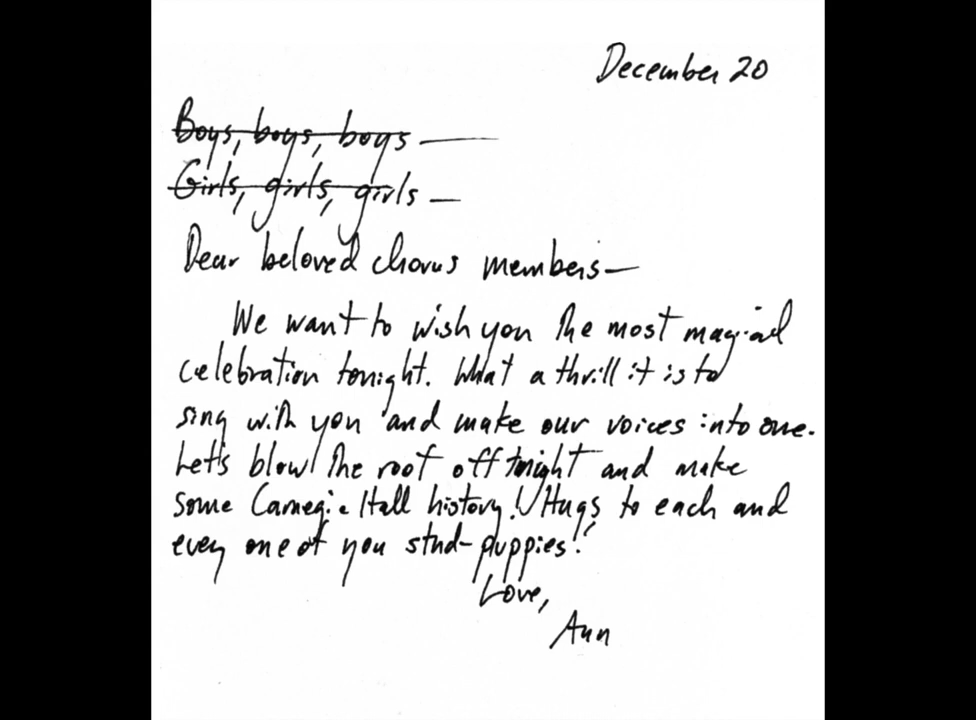 December 20
Boys, boys, boys —
Girls, girls, girls —
Dear beloved chorus members—
We want to wish you the most magical
celebration tonight. What a thrill it is to
sing with you and make our voices into one.
Let's blow the roof off tonight and make
some Carnegie Hall history! Hugs to each and
every one of you stud-puppies!
Love,
Ann